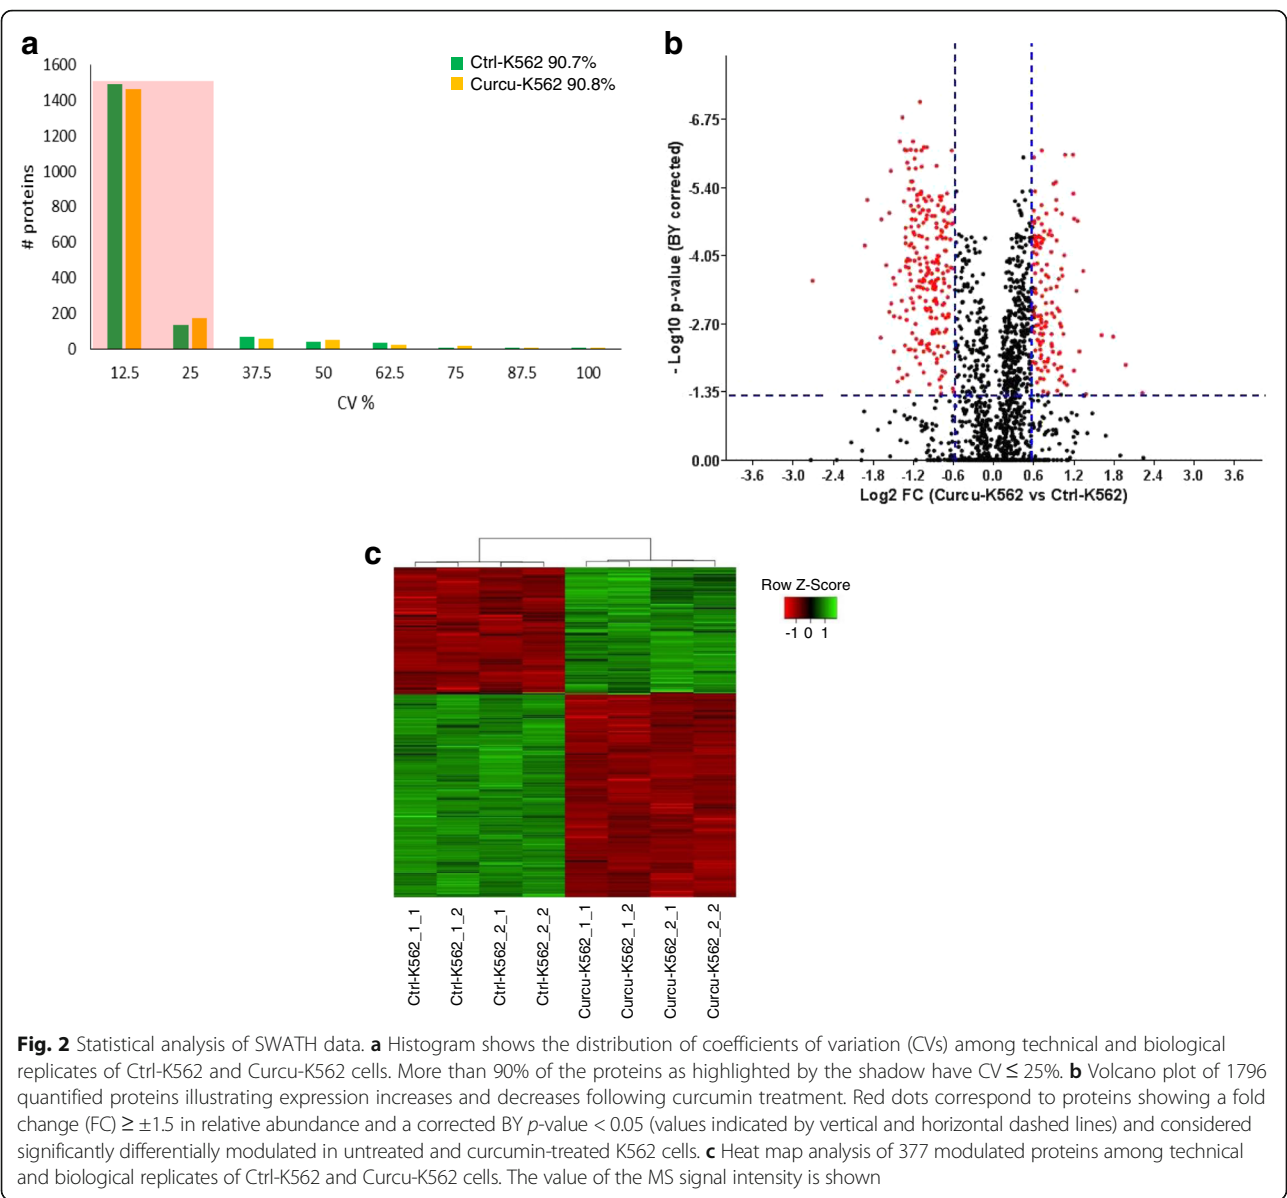 a
1600
1400
1200
1000
800
600
400
200
0
# proteins
12.5 25 37.5 50 62.5 75 87.5 100
CV %
Ctrl-K562 90.7%
Curcu-K562 90.8%
b
-6.75
-5.40
-4.05
-2.70
-1.35
0.00
- Log10 p-value (BY corrected)
-3.6 -3.0 -2.4 -1.8 -1.2 -0.6 0.0 0.6 1.2 1.8 2.4 3.0 3.6
Log2 FC (Curcu-K562 vs Ctrl-K562)
c
Row Z-Score
-1 0 1
Ctrl-K562_1_1
Ctrl-K562_1_2
Ctrl-K562_2_1
Ctrl-K562_2_2
Curcu-K562_1_1
Curcu-K562_1_2
Curcu-K562_2_1
Curcu-K562_2_2
Fig. 2 Statistical analysis of SWATH data. a Histogram shows the distribution of coefficients of variation (CVs) among technical and biological
replicates of Ctrl-K562 and Curcu-K562 cells. More than 90% of the proteins as highlighted by the shadow have CV ≤ 25%. b Volcano plot of 1796
quantified proteins illustrating expression increases and decreases following curcumin treatment. Red dots correspond to proteins showing a fold
change (FC) ≥ ±1.5 in relative abundance and a corrected BY p-value < 0.05 (values indicated by vertical and horizontal dashed lines) and considered
significantly differentially modulated in untreated and curcumin-treated K562 cells. c Heat map analysis of 377 modulated proteins among technical
and biological replicates of Ctrl-K562 and Curcu-K562 cells. The value of the MS signal intensity is shown